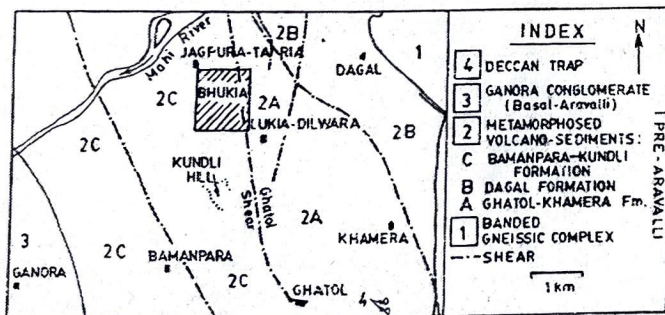 Mahi River
2B
JAGPURA-TAIRIA
DAGAL
1
2C
BHUKIA
2A
LUKIA-DILWARA
2B
2C
KUNDLI
HILL
Ghatol
Shear
2A
KHAMERA
3
2C
BAMANPARA
2C
GANORA
GHATOL
4
INDEX
N
4 DECCAN TRAP
3 GANORA CONGLOMERATE
(Basal-Aravalli)
2 METAMORPHOSED
VOLCANO-SEDIMENTS:
C BAMANPARA-KUNDLI
FORMATION
B DAGAL FORMATION
A GHATOL-KHAMERA Fm.
1 BANDED
GNEISSIC COMPLEX
SHEAR
1 km
PRE-ARAVALLI